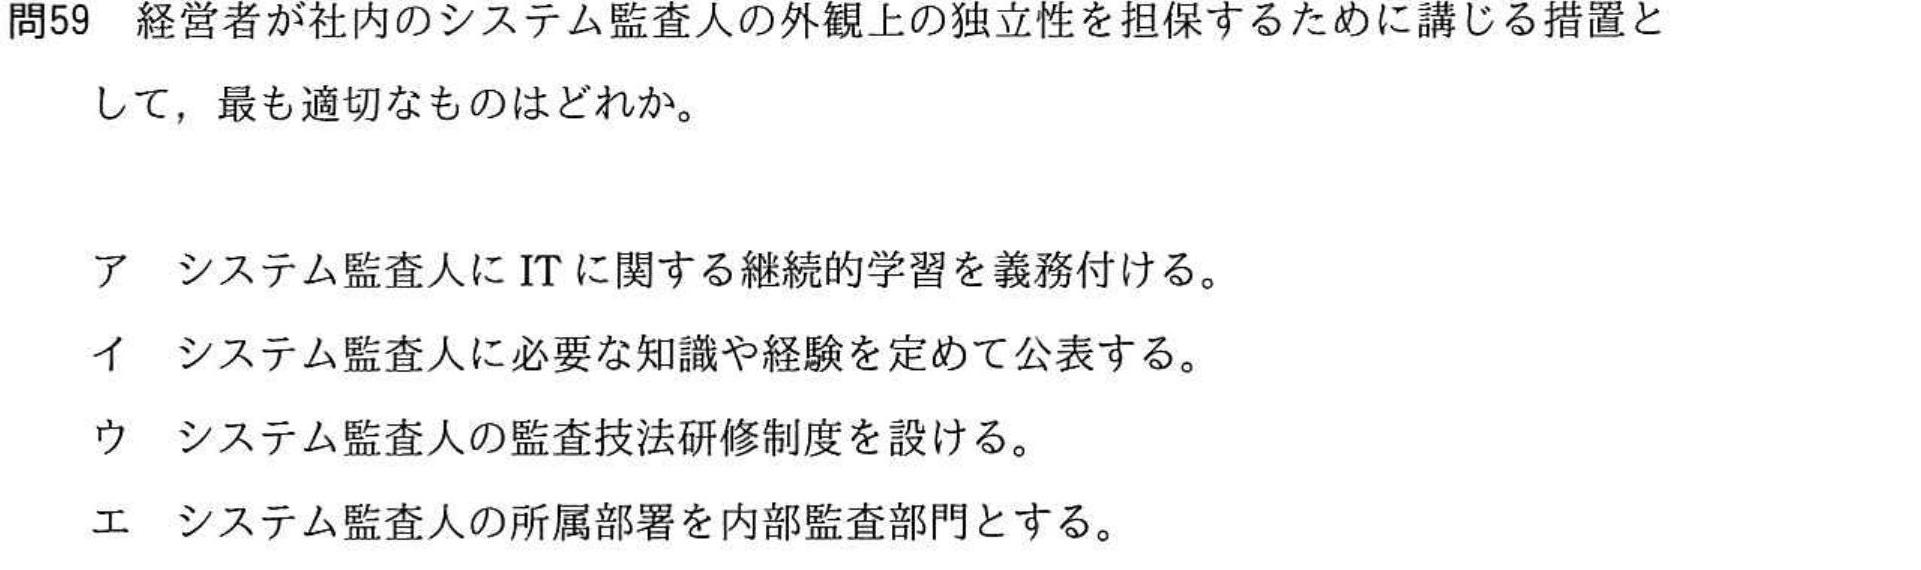 問59 経営者が社内のシステム監査人の外観上の独立性を担保するために講じる措置と
して，最も適切なものはどれか。
ア システム監査人に IT に関する継続的学習を義務付ける。
イ システム監査人に必要な知識や経験を定めて公表する。
ウ システム監査人の監査技法研修制度を設ける。
エ システム監査人の所属部署を内部監査部門とする。